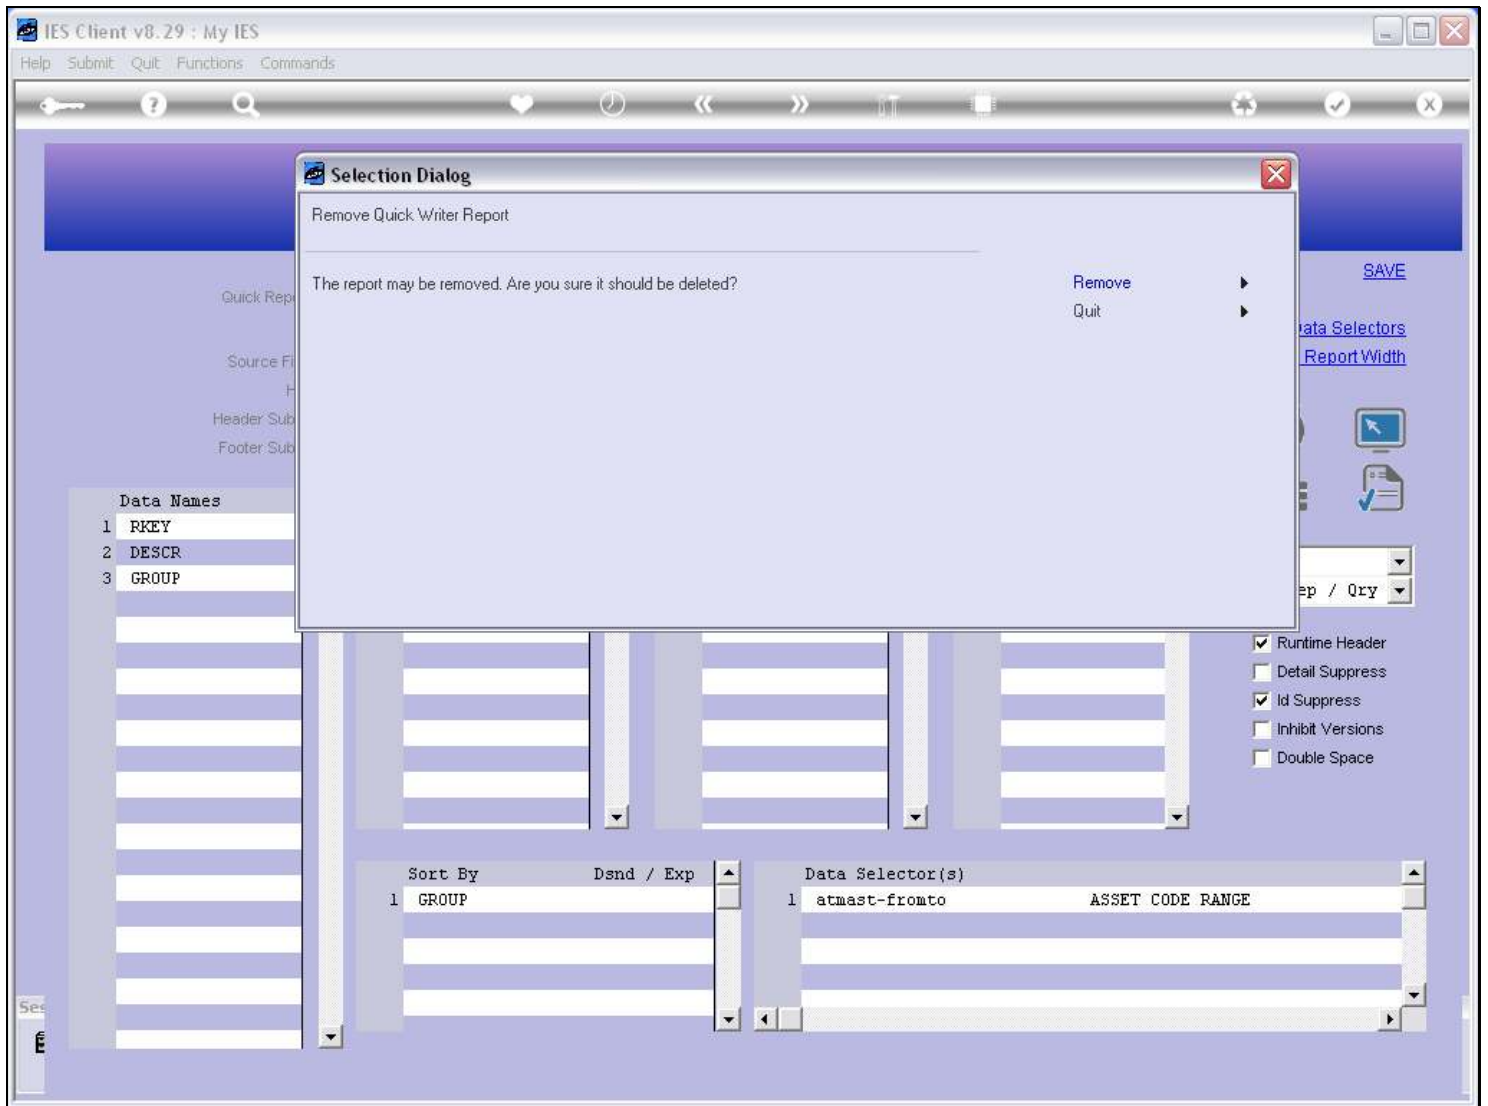 IES Client v8.29 : My IES
Help Submit Quit Functions Commands
Selection Dialog
Remove Quick Writer Report
The report may be removed. Are you sure it should be deleted?
Remove
Quit
SAVE
Quick Rep
Data Selectors
Source Fi
Report Width
H
Header Sub
Footer Sub
Data Names
1 RKEY
2 DESCR
3 GROUP
ep / Qry
Runtime Header
Detail Suppress
Id Suppress
Inhibit Versions
Double Space
Sort By Dsnd / Exp
1 GROUP
Data Selector(s)
1 atmast-fromto ASSET CODE RANGE
Ses